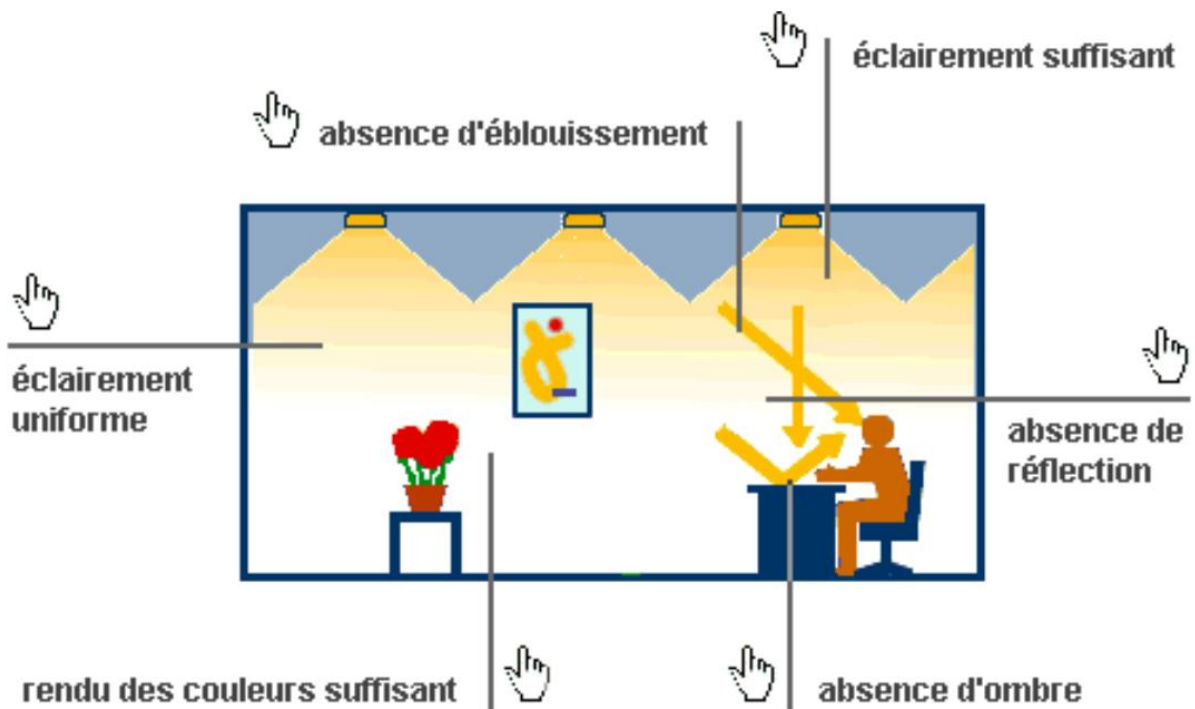 éclairement suffisant
absence d'éblouissement
éclairement
uniforme
absence de
réflection
rendu des couleurs suffisant
absence d'ombre